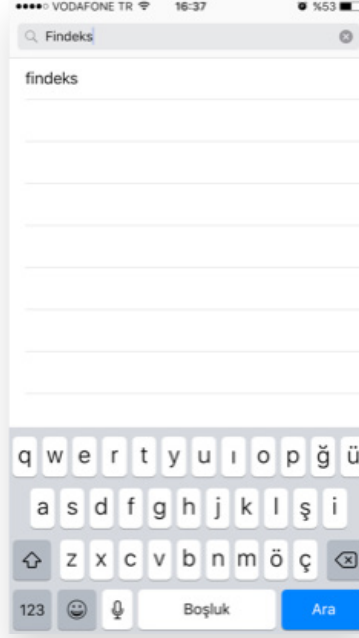 VODAFONE TR 16:37 %53
Findeks
findeks
q w e r t y u ı o p ğ ü
a s d f g h j k l ş i
z x c v b n m ö ç
123 Boşluk Ara